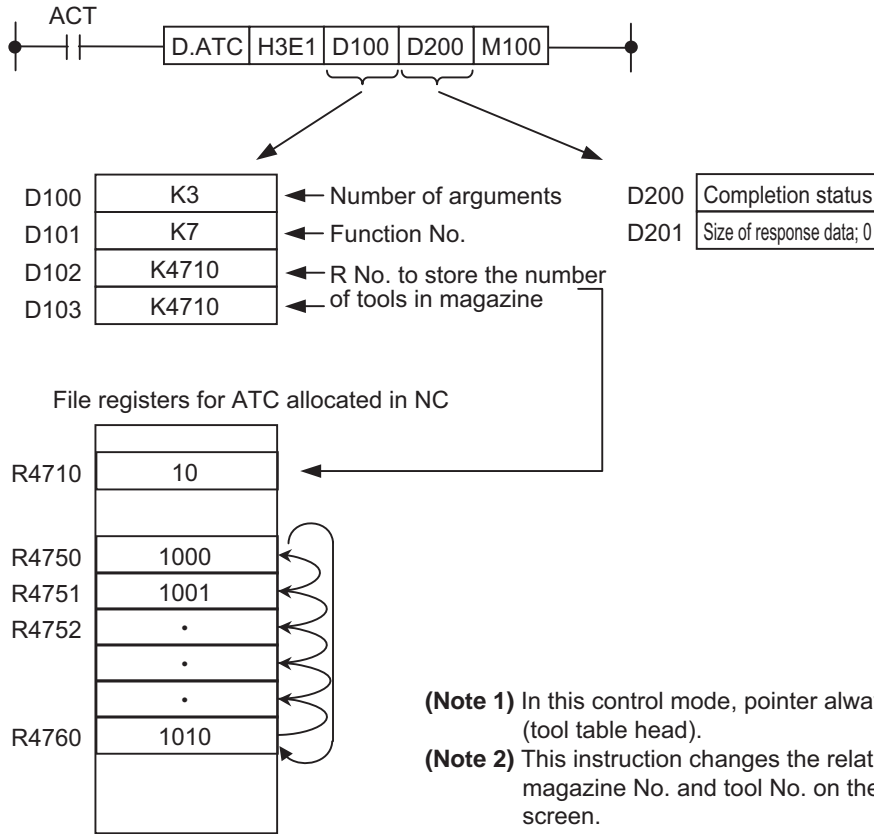 ACT
D.ATC H3E1 D100 D200 M100
D100 K3 Number of arguments
D101 K7 Function No.
D102 K4710 R No. to store the number
D103 K4710 of tools in magazine
D200 Completion status
D201 Size of response data; 0
File registers for ATC allocated in NC
R4710 10
R4750 1000
R4751 1001
R4752 •
•
•
R4760 1010
(Note 1) In this control mode, pointer
(tool table head).
(Note 2) This instruction changes the
magazine No. and tool No. on
screen.